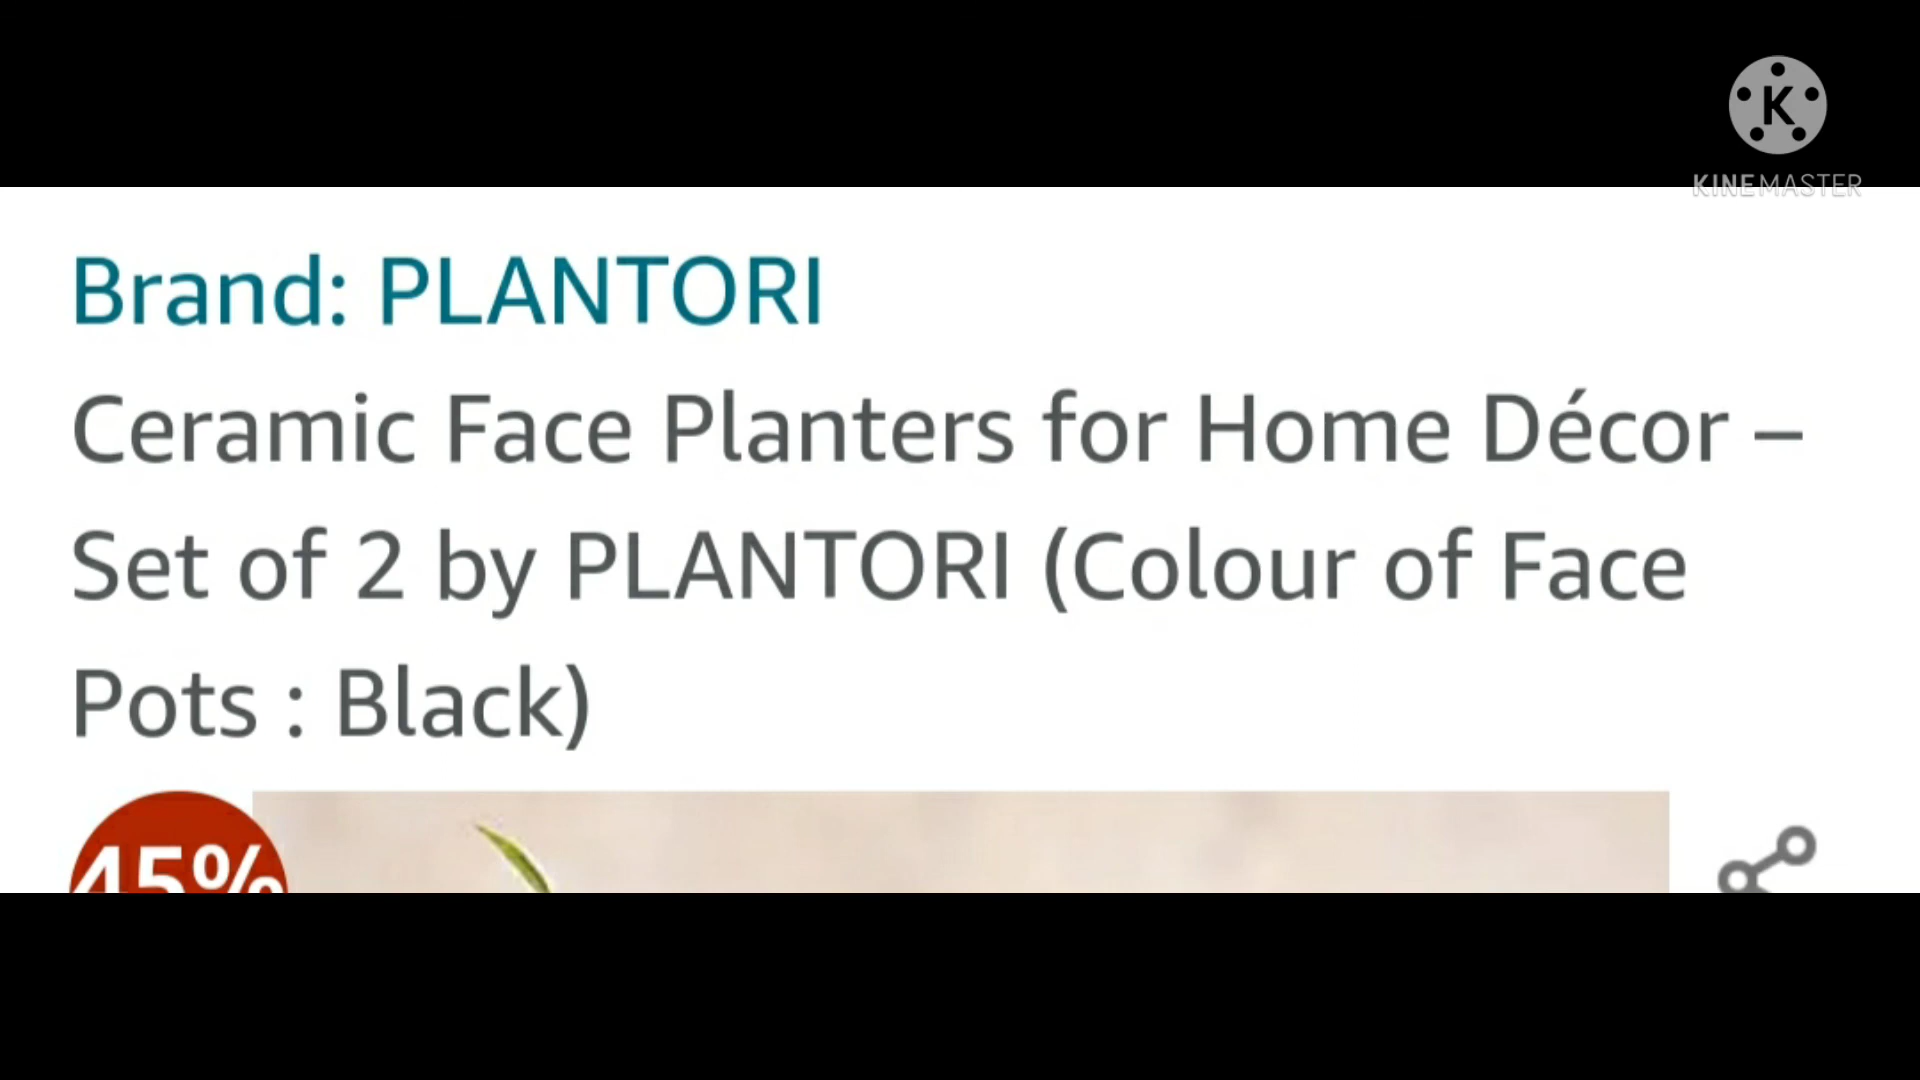 KINEMASTER
Brand: PLANTORI
Ceramic Face Planters for Home Décor –
Set of 2 by PLANTORI (Colour of Face
Pots : Black)
45%